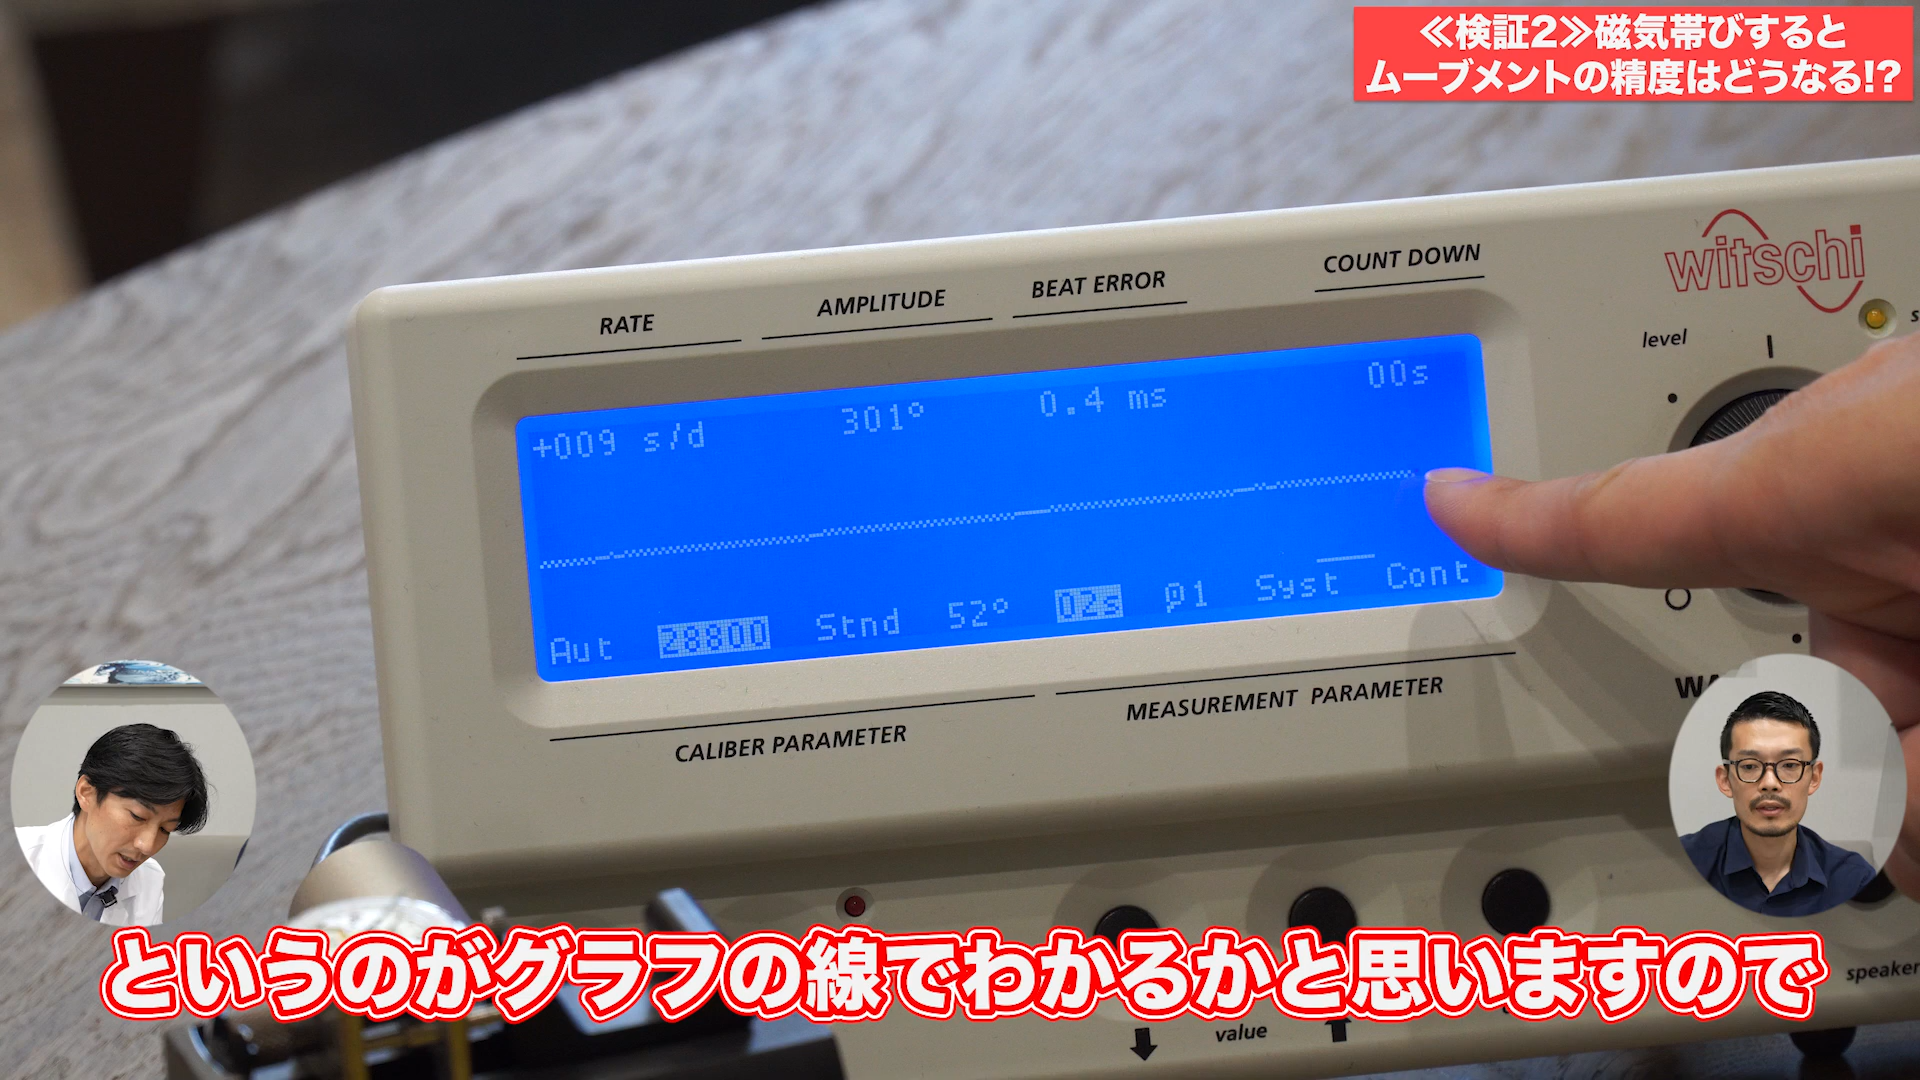 ≪検証2≫磁気帯びすると
ムーブメントの精度はどうなる!?
witschi
RATE
AMPLITUDE
BEAT ERROR
COUNT DOWN
level
+009 s/d
301°
0.4 ms
00s
Aut
28800
Stnd
52°
02s
Syst
Cont
CALIBER PARAMETER
MEASUREMENT PARAMETER
というのがグラフの線でわかるかと思いますので
value
speaker